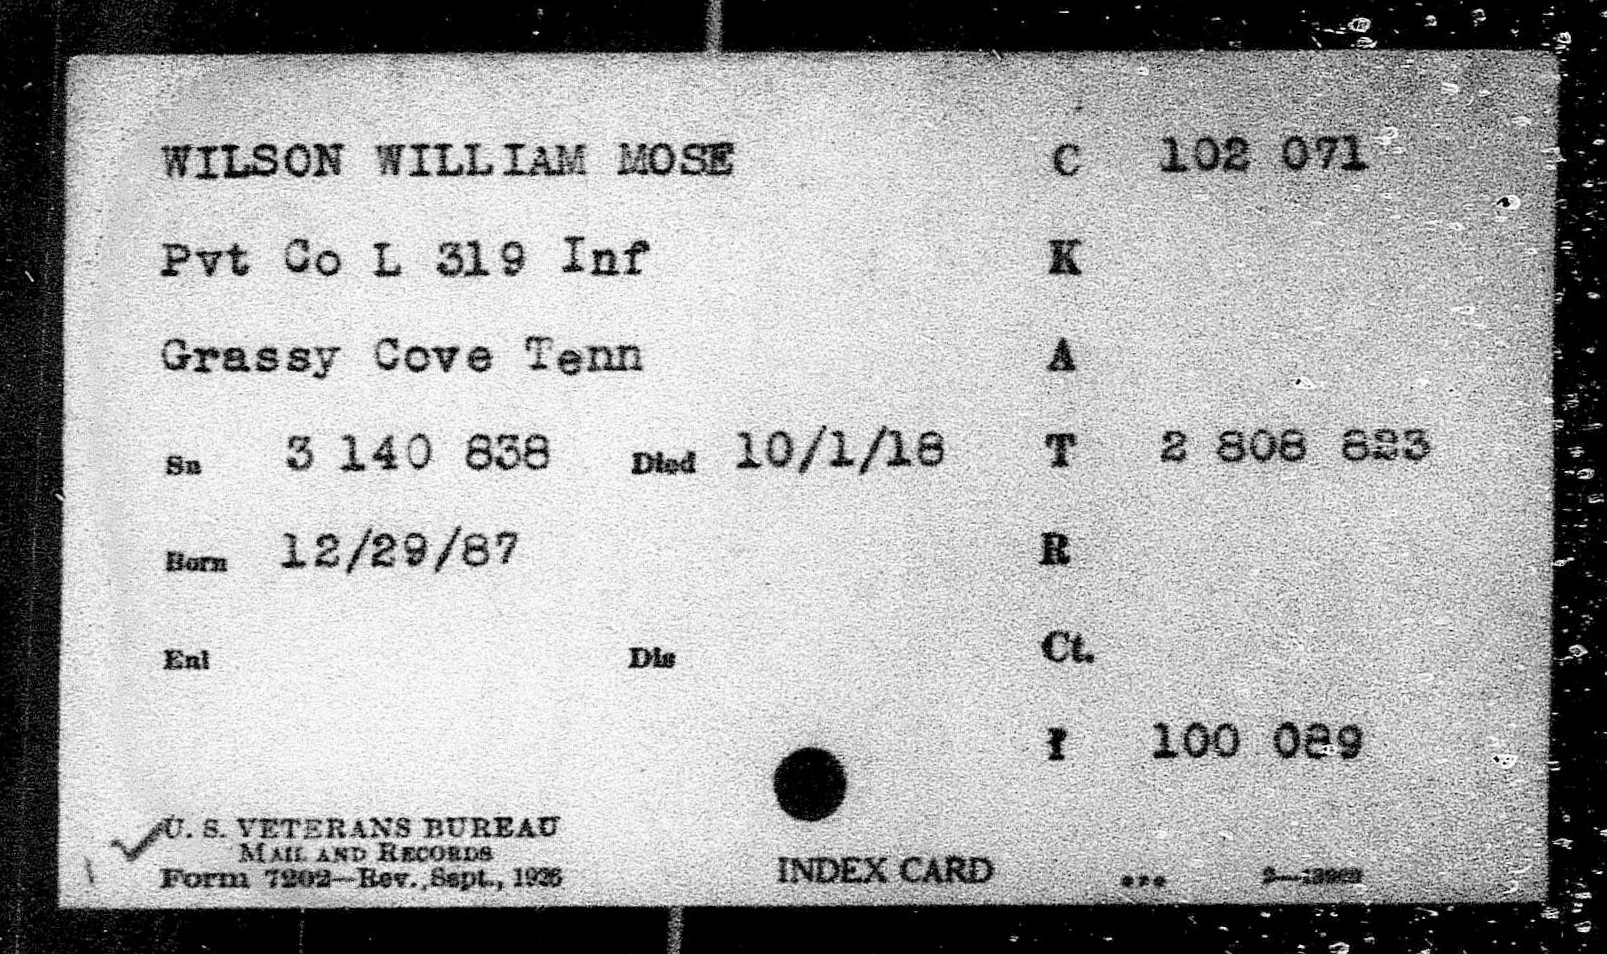 WILSON WILLIAM MOSE C 102 071
Pvt Co L 319 Inf K
Grassy Cove Tenn A
Sn 3 140 838 Died 10/1/18 T 2 808 823
Born 12/29/87 R
Enl Dis Ct.
I 100 089
U. S. VETERANS BUREAU
MAIL AND RECORDS
Form 7202—Rev. Sept., 1926 INDEX CARD